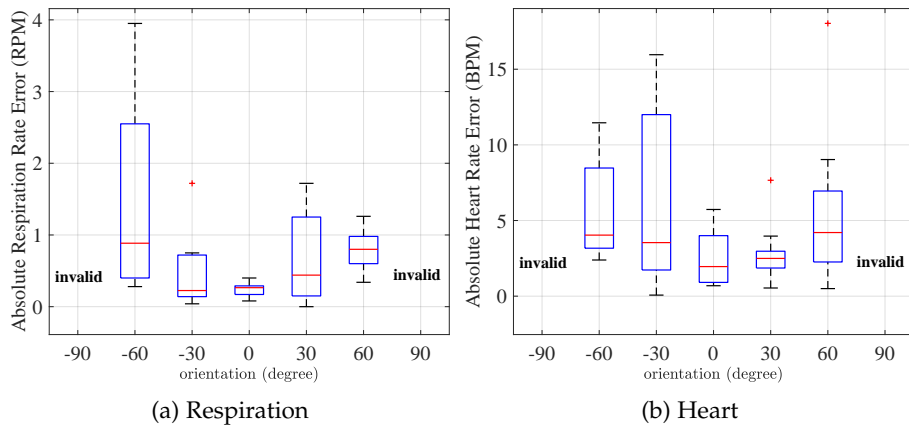 Absolute Respiration Rate Error (RPM)
4
3
2
1
0
invalid
invalid
-90 -60 -30 0 30 60 90
orientation (degree)
(a) Respiration
Absolute Heart Rate Error (BPM)
15
10
5
0
invalid
invalid
-90 -60 -30 0 30 60 90
orientation (degree)
(b) Heart